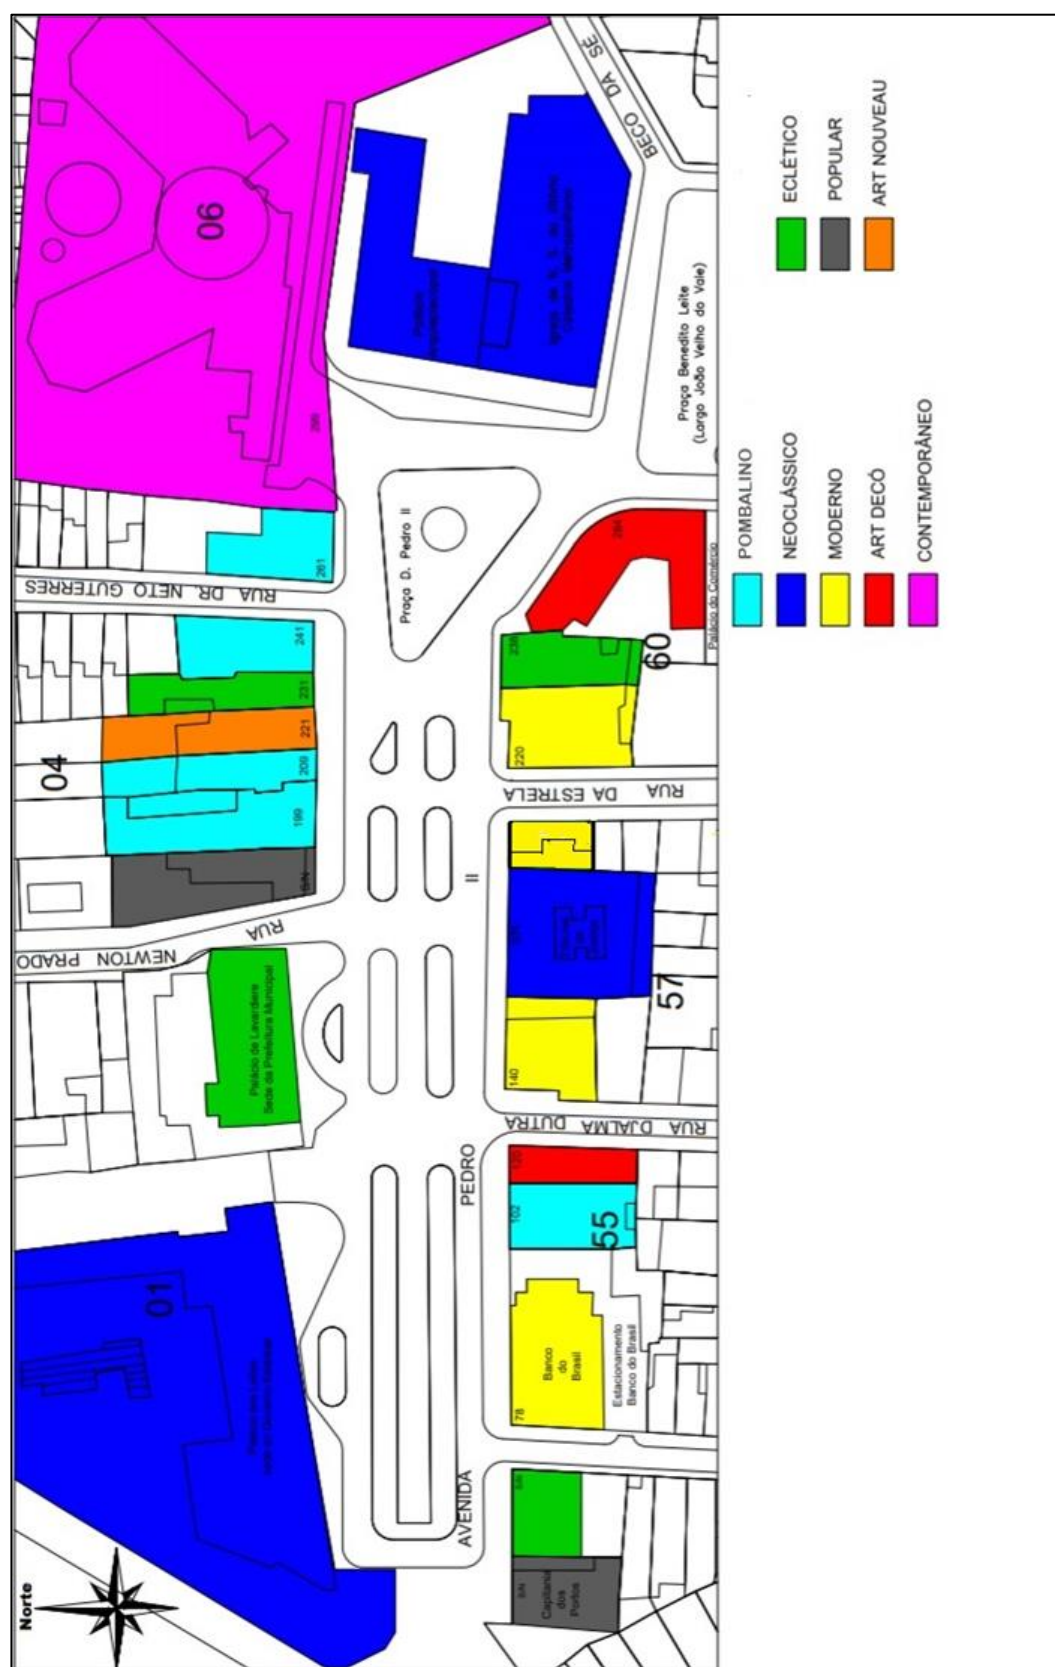 BECO DA SÉ
06
Praça Benedito Leite
(Largo João Velho do Vale)
299
261
RUA DR. NETO GUTERRES
Praça D. Pedro II
284
Palácio do Comércio
241
231
221
209
199
S/N
04
238
60
220
RUA DA ESTRELA
RUA NEWTON PRADO
Palácio de Lavardiere
Sede da Prefeitura Municipal
57
140
RUA DJALMA DUTRA
120
102
55
01
Banco
do
Brasil
78
Estacionamento
Banco do Brasil
AVENIDA PEDRO II
S/N
S/N
Capitania
dos
Portos
Norte
POMBALINO
NEOCLÁSSICO
MODERNO
ART DECÓ
CONTEMPORÂNEO
ECLÉTICO
POPULAR
ART NOUVEAU